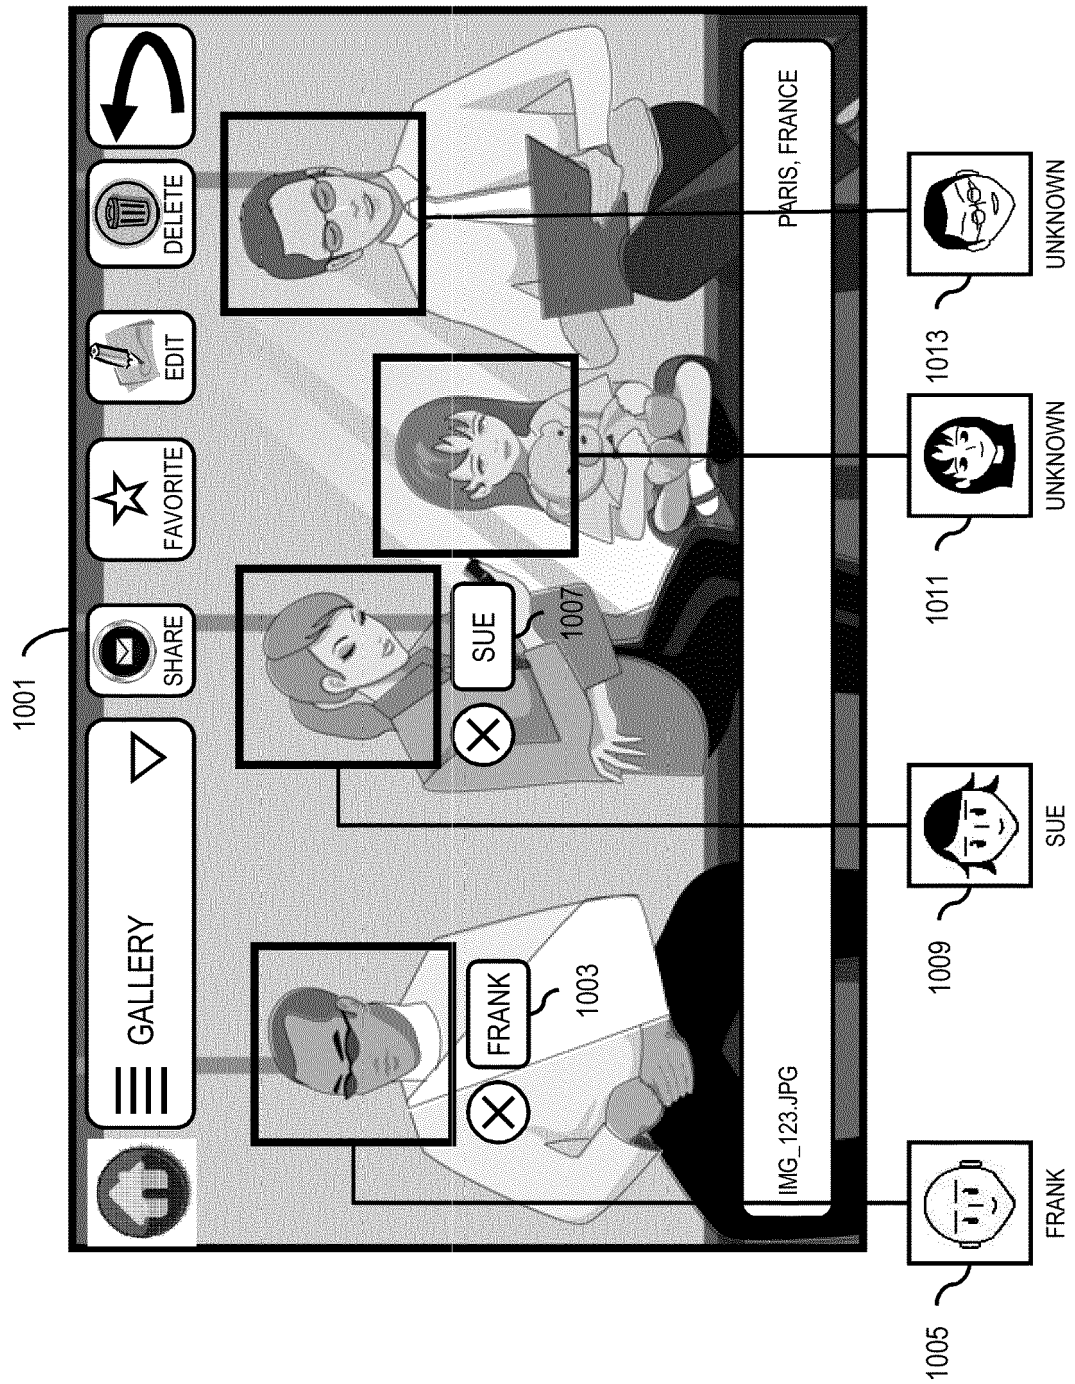 1001
GALLERY
SHARE
FAVORITE
EDIT
DELETE
FRANK
1003
SUE
1007
IMG_123.JPG
PARIS, FRANCE
1005
1009
1011
1013
FRANK
SUE
UNKNOWN
UNKNOWN